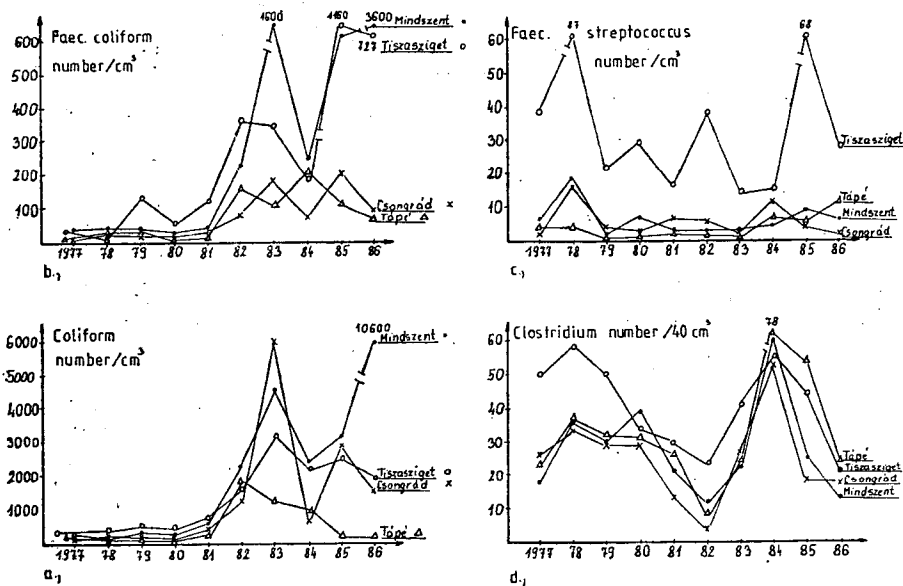 4600
4160
3600
Mindszent •
Tiszasziget o
727
Faec. coliform
number/cm³
600
500
400
300
200
100
Csongrád x
Tápé Δ
1977 78 79 80 81 82 83 84 85 86
b.,
87
68
Faec. streptococcus
number/cm³
60
50
40
30
20
10
Tiszasziget
Tápé
Mindszent
Csongrád
1977 78 79 80 81 82 83 84 85 86
c.,
Coliform
number/cm³
10600
Mindszent •
6000
5000
4000
3000
2000
1000
Tiszasziget o
Csongrád x
Tápé Δ
1977 78 79 80 81 82 83 84 85 86
a.,
Clostridium number/40 cm³
78
60
50
40
30
20
10
Tápé
Tiszasziget
Csongrád
Mindszent
1977 78 79 80 81 82 83 84 85 86
d.,